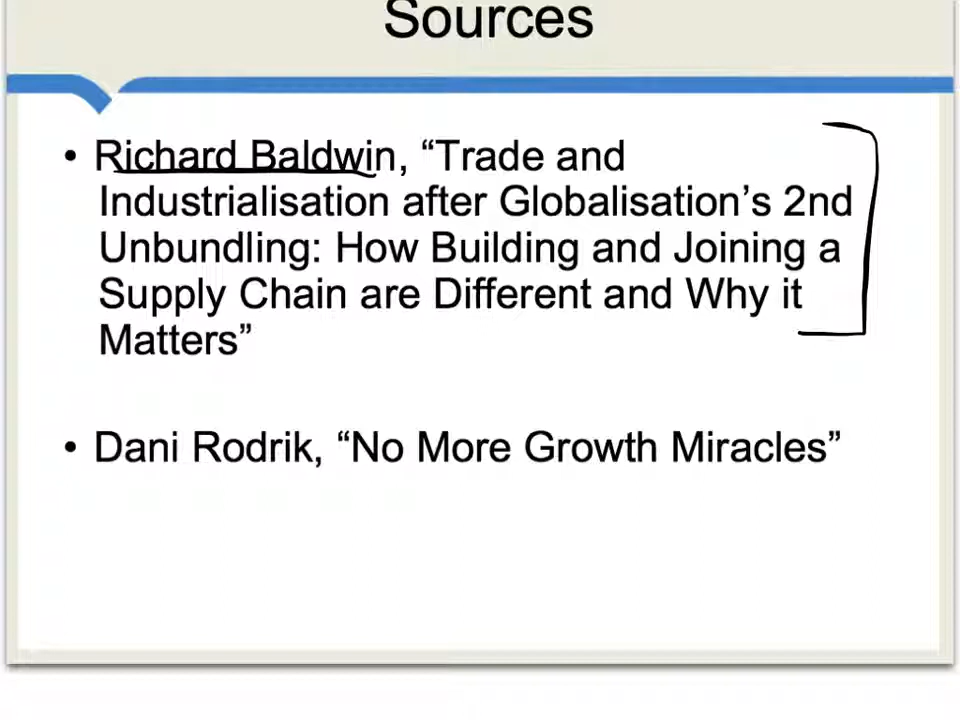 Sources
• Richard Baldwin, “Trade and
Industrialisation after Globalisation’s 2nd
Unbundling: How Building and Joining a
Supply Chain are Different and Why it
Matters”
• Dani Rodrik, “No More Growth Miracles”